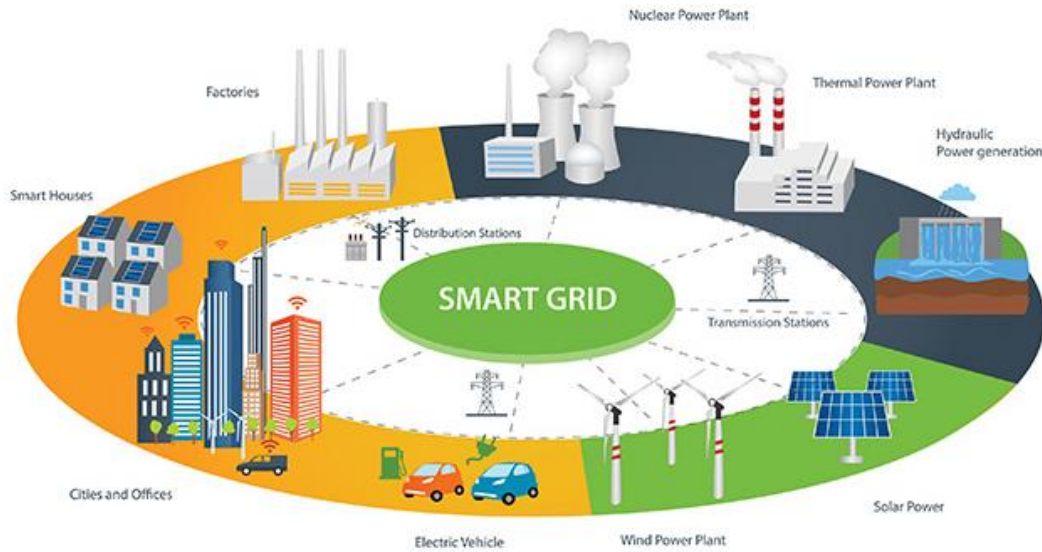 Nuclear Power Plant
Factories
Thermal Power Plant
Hydraulic
Power generation
Smart Houses
Distribution Stations
SMART GRID
Transmission Stations
Cities and Offices
Electric Vehicle
Wind Power Plant
Solar Power